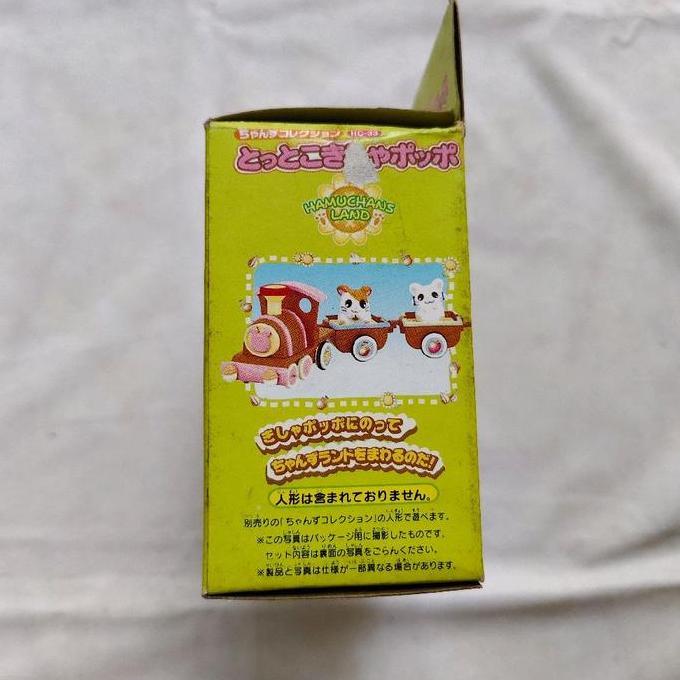 ちゃんずコレクション HC-33
とっとこきゃポッポ
HAMUCHANS
LAND
きしゃポッポにのって
ちゃんずランドをまわるのだ!
人形は含まれておりません。
別売りの「ちゃんずコレクション」の人形で遊べます。
※この写真はパッケージ用に撮影したものです。
セット内容は裏面の写真をごらんください。
※製品と写真は仕様が一部異なる場合があります。